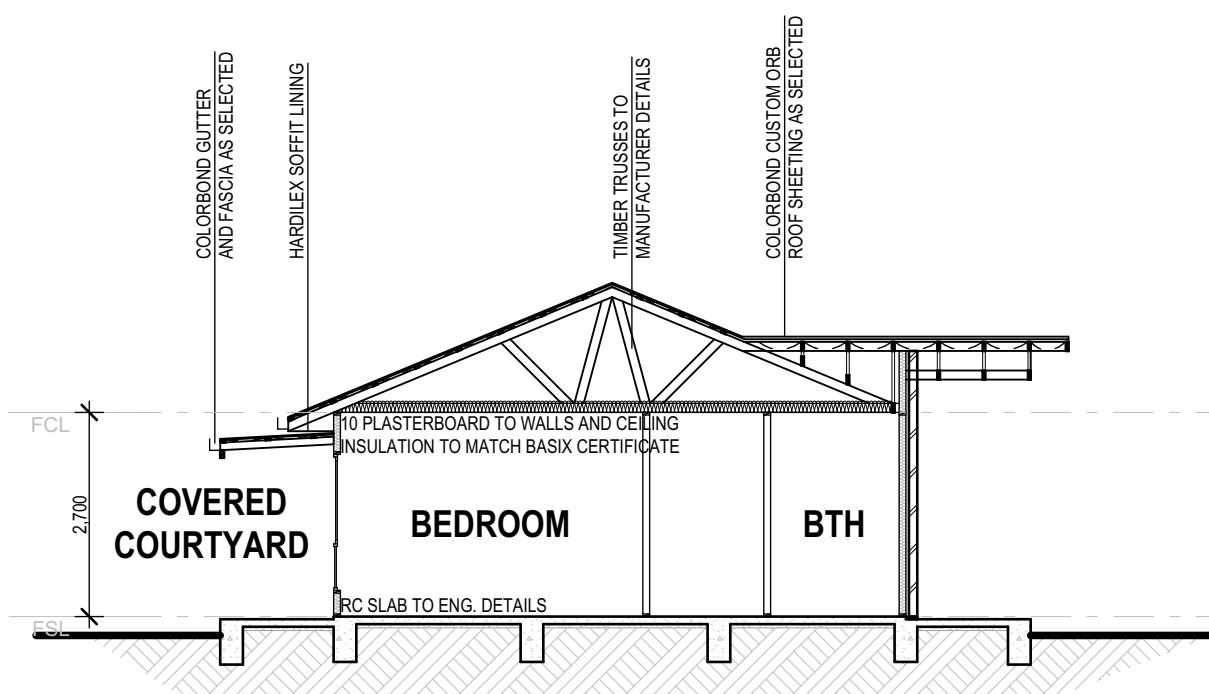 COLORBOND GUTTER
AND FASCIA AS SELECTED
HARDILEX SOFFIT LINING
TIMBER TRUSSES TO
MANUFACTURER DETAILS
COLORBOND CUSTOM ORB
ROOF SHEETING AS SELECTED
FCL
10 PLASTERBOARD TO WALLS AND CEILING
INSULATION TO MATCH BASIX CERTIFICATE
2,700
COVERED
COURTYARD
BEDROOM
BTH
RC SLAB TO ENG. DETAILS
FSL